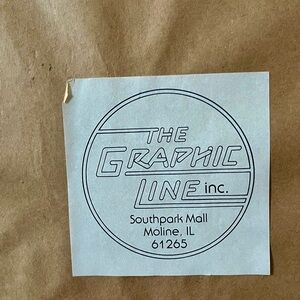 THE
GRAPHIC
LINE inc.
Southpark Mall
Moline, IL
61265